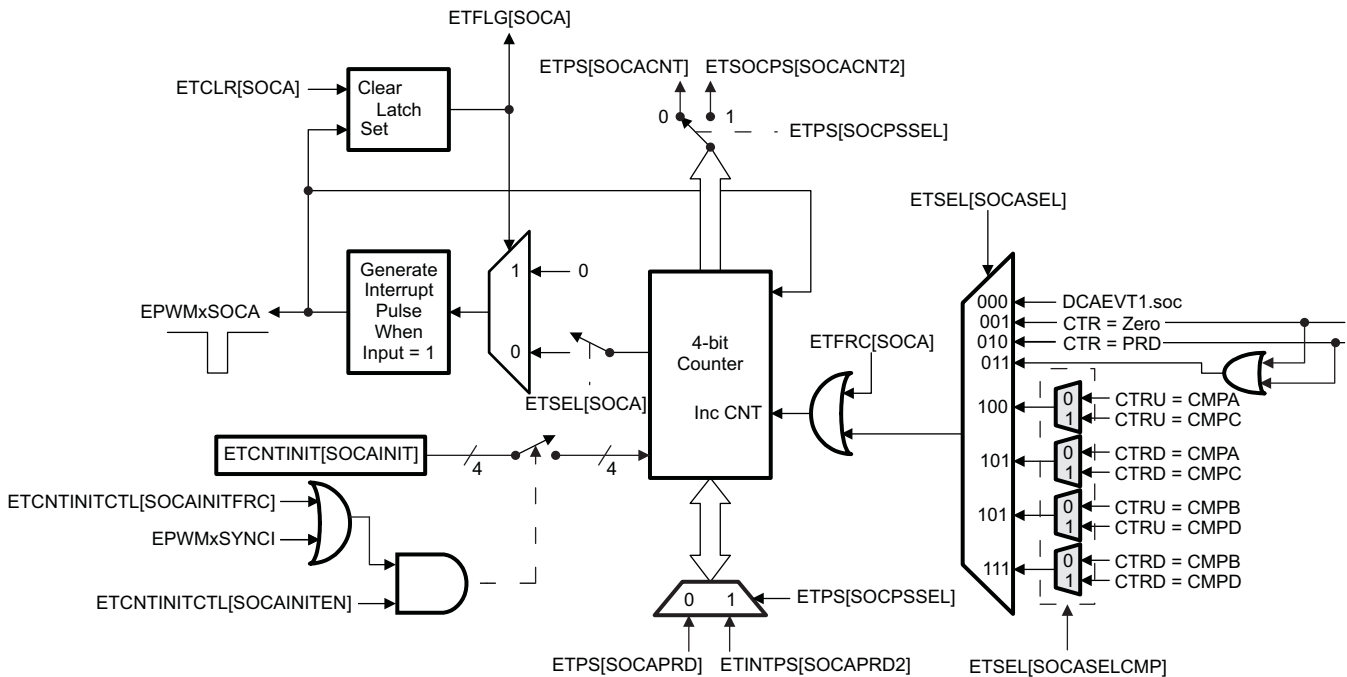 ETFLG[SOCA]
ETPS[SOCACNT]
ETSOCPS[SOCACNT2]
ETCLR[SOCA]
Clear
Latch
Set
0
1
ETPS[SOCPSSEL]
ETSEL[SOCASEL]
Generate
Interrupt
Pulse
When
Input = 1
EPWMxSOCA
1
0
0
ETSEL[SOCA]
4-bit
Counter
Inc CNT
ETFRC[SOCA]
000
001
010
011
100
101
101
111
DCAEVT1.soc
CTR = Zero
CTR = PRD
0
1
CTRU = CMPA
CTRU = CMPC
0
1
CTRD = CMPA
CTRD = CMPC
0
1
CTRU = CMPB
CTRU = CMPD
0
1
CTRD = CMPB
CTRD = CMPD
ETCNTINIT[SOCAINIT]
4
4
ETCNTINITCTL[SOCAINITFRC]
EPWMxSYNCI
ETCNTINITCTL[SOCAINITEN]
0
1
ETPS[SOCPSSEL]
ETPS[SOCAPRD]
ETINTPS[SOCAPRD2]
ETSEL[SOCASELCMP]